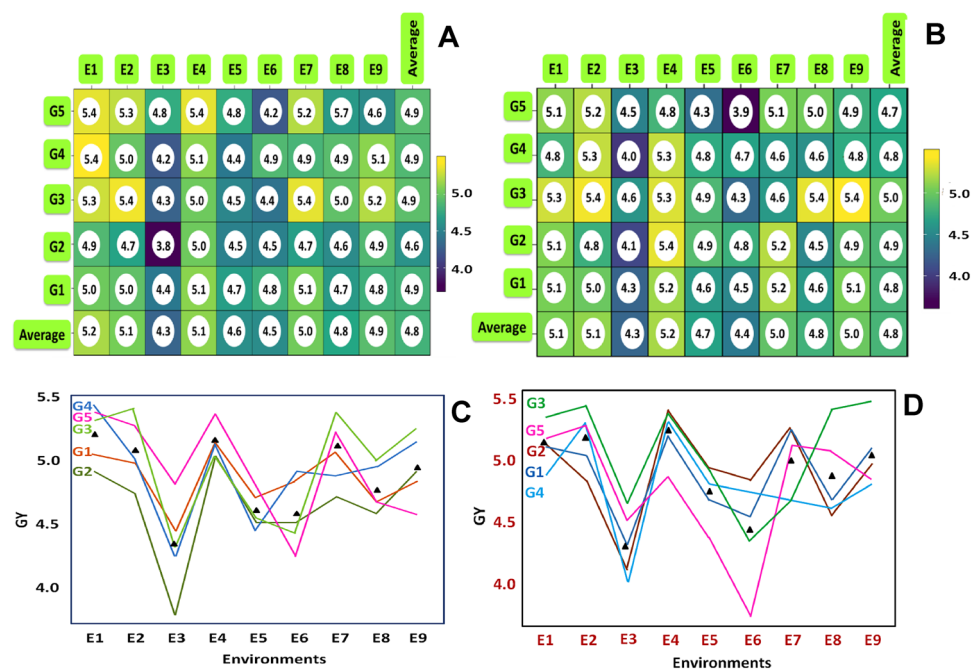 A
E1 E2 E3 E4 E5 E6 E7 E8 E9 Average
G5 5.4 5.3 4.8 5.4 4.8 4.2 5.2 5.7 4.6 4.9
G4 5.4 5.0 4.2 5.1 4.4 4.9 4.9 4.9 5.1 4.9
G3 5.3 5.4 4.3 5.0 4.5 4.4 5.4 5.0 5.2 4.9
G2 4.9 4.7 3.8 5.0 4.5 4.5 4.7 4.6 4.9 4.6
G1 5.0 5.0 4.4 5.1 4.7 4.8 5.1 4.7 4.8 4.9
Average 5.2 5.1 4.3 5.1 4.6 4.5 5.0 4.8 4.9 4.8
5.0
4.5
4.0
B
E1 E2 E3 E4 E5 E6 E7 E8 E9 Average
G5 5.1 5.2 4.5 4.8 4.3 3.9 5.1 5.0 4.9 4.7
G4 4.8 5.3 4.0 5.3 4.8 4.7 4.6 4.6 4.8 4.8
G3 5.3 5.4 4.6 5.3 4.9 4.3 4.6 5.4 5.4 5.0
G2 5.1 4.8 4.1 5.4 4.9 4.8 5.2 4.5 4.9 4.9
G1 5.1 5.0 4.3 5.2 4.6 4.5 5.2 4.6 5.1 4.8
Average 5.1 5.1 4.3 5.2 4.7 4.4 5.0 4.8 5.0 4.8
5.0
4.5
4.0
C
5.5
5.0
4.5
4.0
GY
G4
G5
G3
G1
G2
E1 E2 E3 E4 E5 E6 E7 E8 E9
Environments
D
5.5
5.0
4.5
4.0
GY
G3
G5
G2
G1
G4
E1 E2 E3 E4 E5 E6 E7 E8 E9
Environments